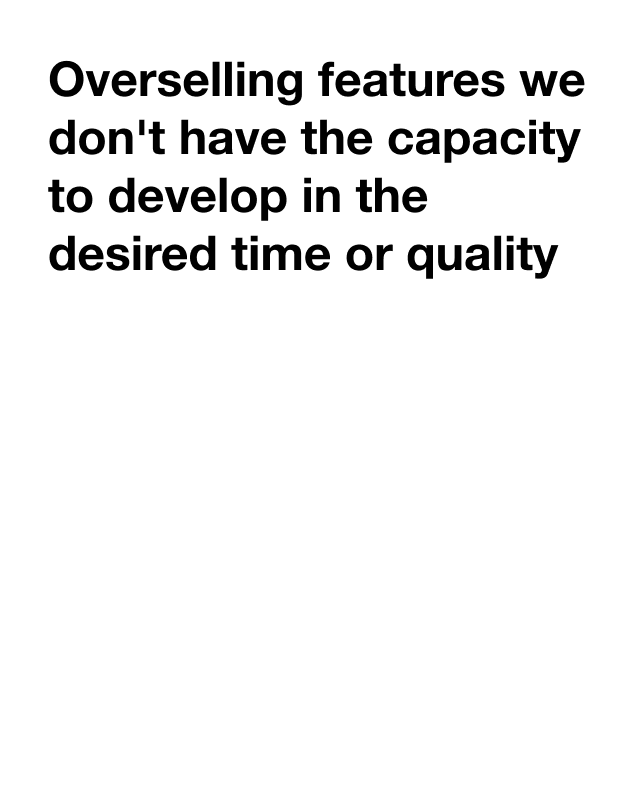 Overselling features we
don't have the capacity
to develop in the
desired time or quality